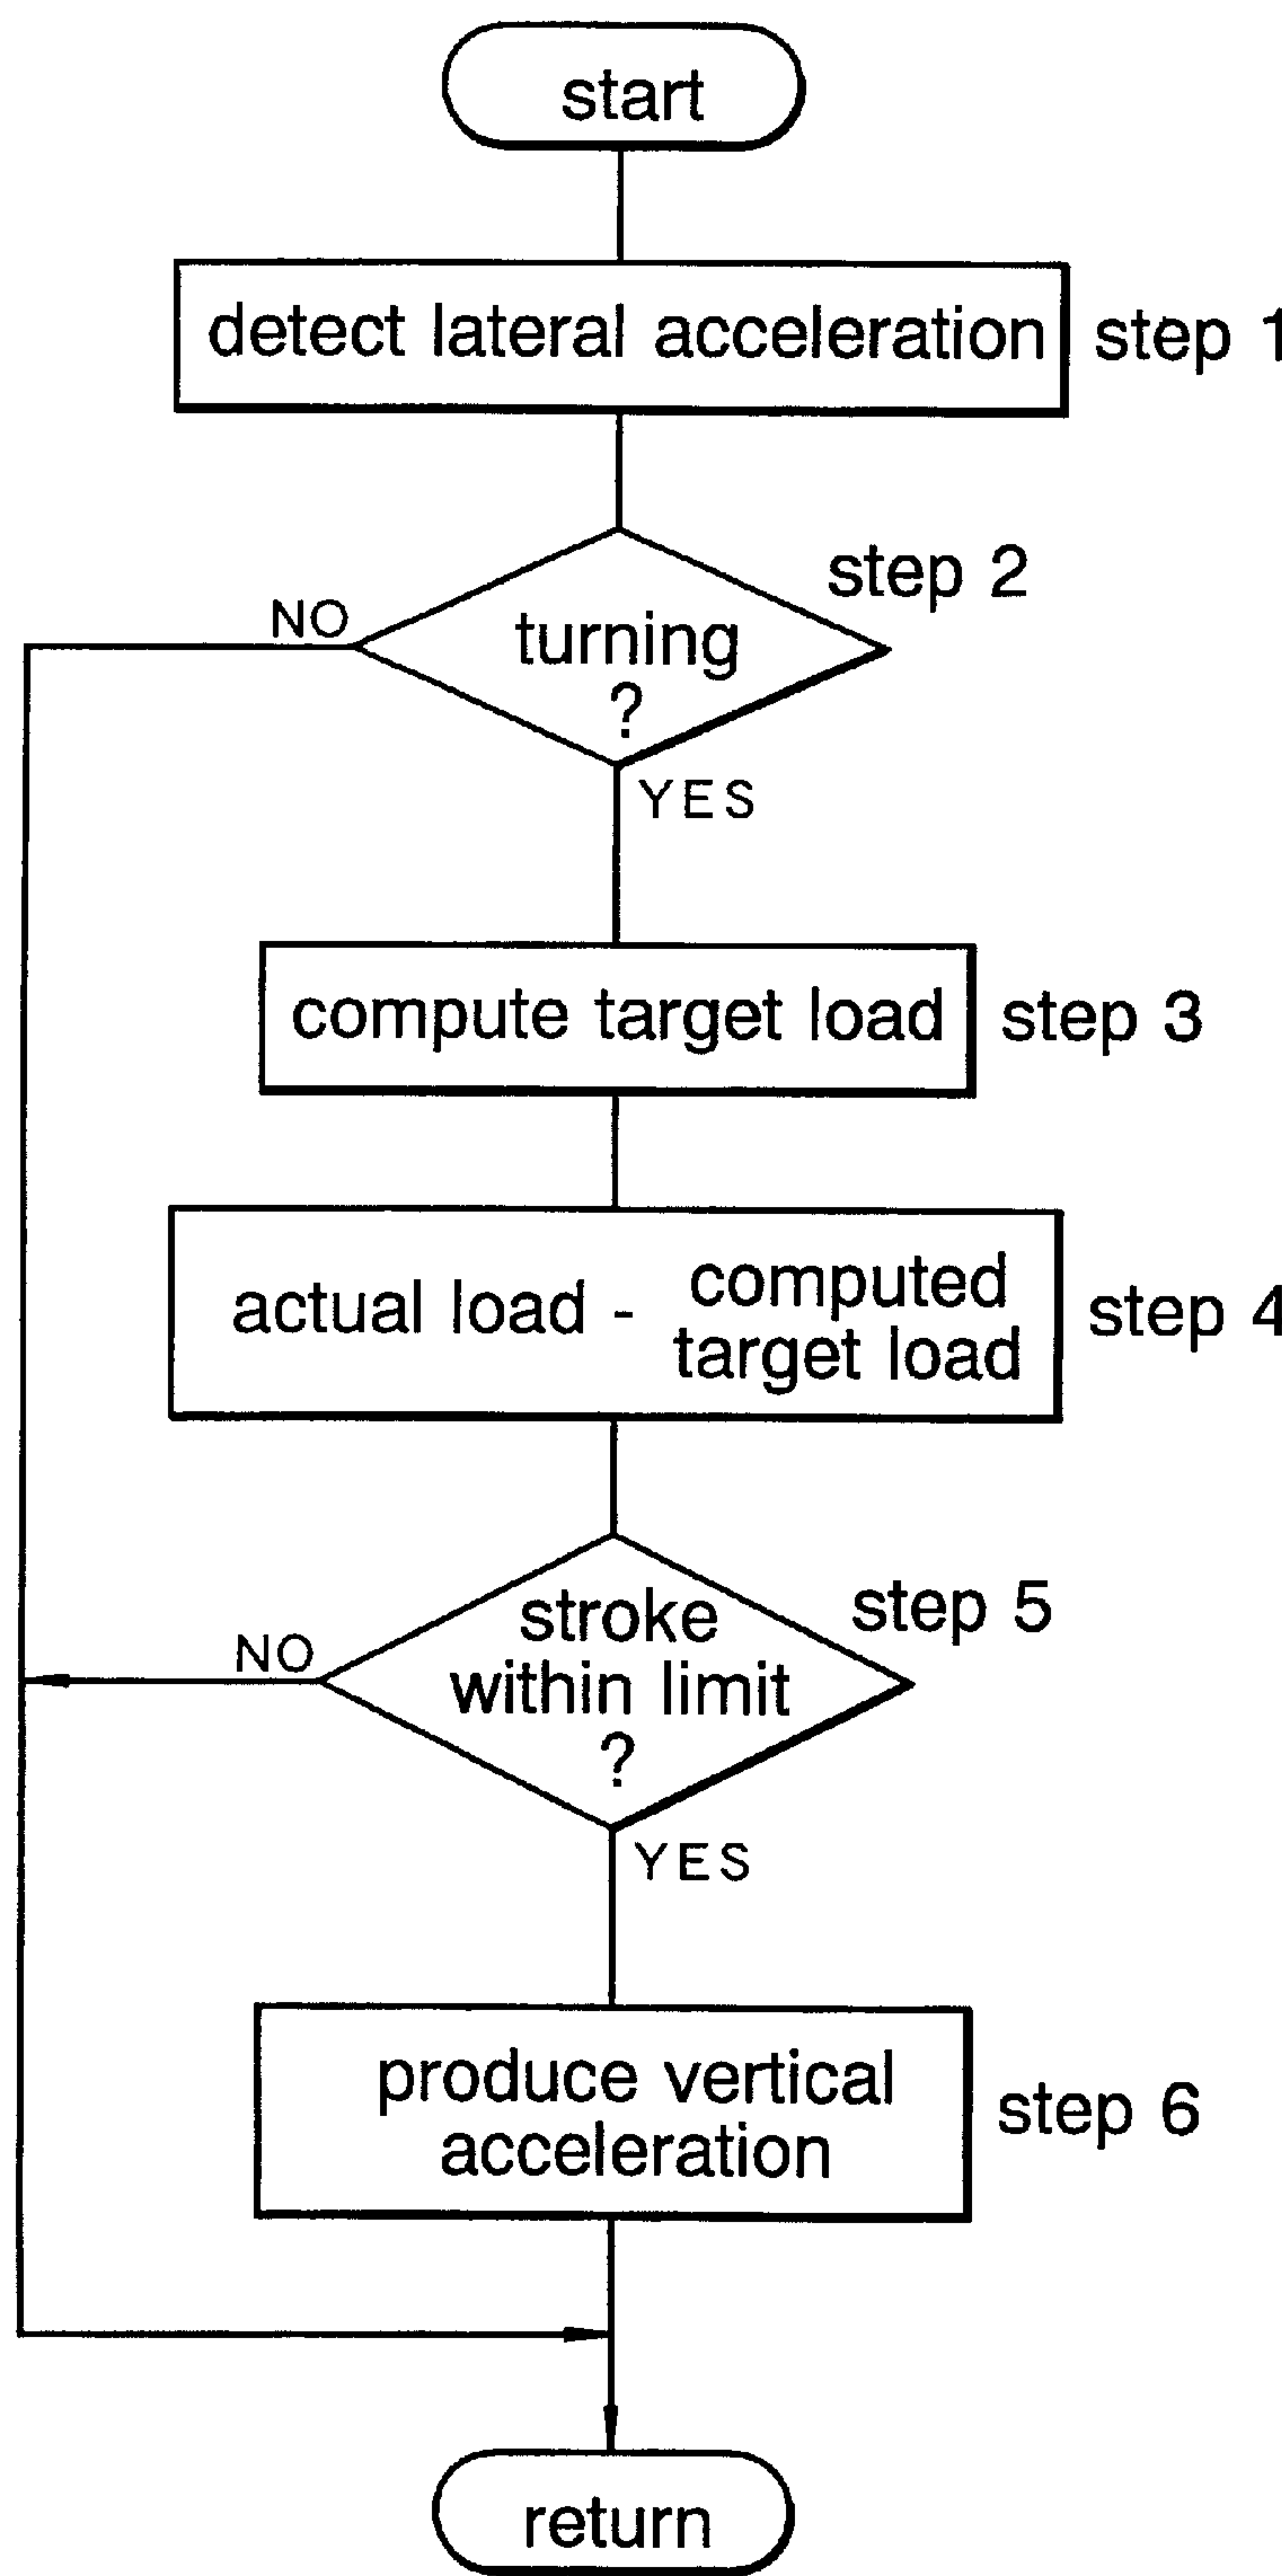 start
detect lateral acceleration
step 1
step 2
NO
turning
?
YES
compute target load
step 3
actual load -
computed
target load
step 4
step 5
NO
stroke
within limit
?
YES
produce vertical
acceleration
step 6
return